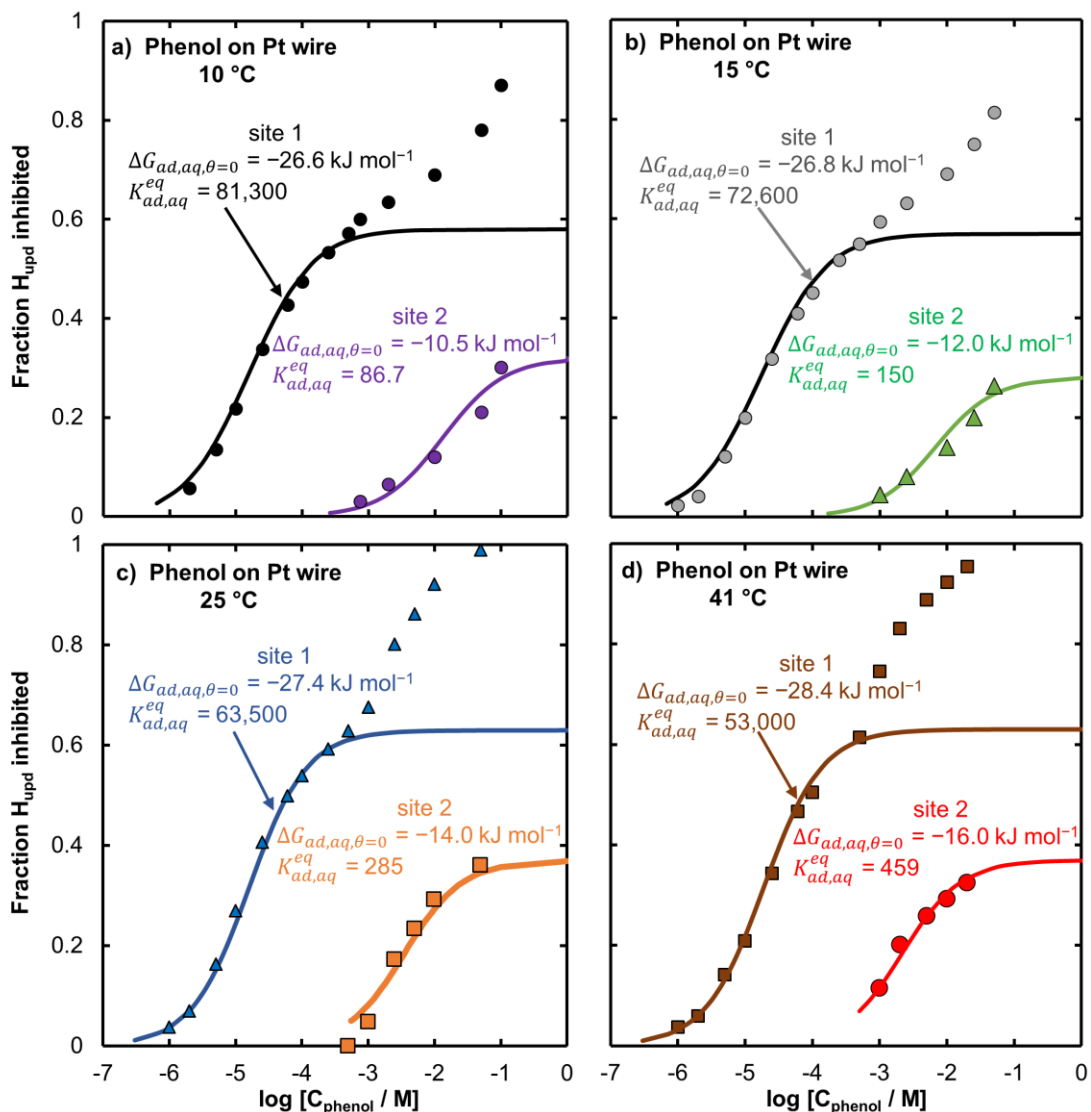 a) Phenol on Pt wire
10 °C
site 1
ΔG_{ad,aq,θ=0} = −26.6 kJ mol⁻¹
K^{eq}_{ad,aq} = 81,300
site 2
ΔG_{ad,aq,θ=0} = −10.5 kJ mol⁻¹
K^{eq}_{ad,aq} = 86.7
1
0.8
0.6
0.4
0.2
0
Fraction H_{upd} inhibited
b) Phenol on Pt wire
15 °C
site 1
ΔG_{ad,aq,θ=0} = −26.8 kJ mol⁻¹
K^{eq}_{ad,aq} = 72,600
site 2
ΔG_{ad,aq,θ=0} = −12.0 kJ mol⁻¹
K^{eq}_{ad,aq} = 150
c) Phenol on Pt wire
25 °C
site 1
ΔG_{ad,aq,θ=0} = −27.4 kJ mol⁻¹
K^{eq}_{ad,aq} = 63,500
site 2
ΔG_{ad,aq,θ=0} = −14.0 kJ mol⁻¹
K^{eq}_{ad,aq} = 285
1
0.8
0.6
0.4
0.2
0
Fraction H_{upd} inhibited
-7 -6 -5 -4 -3 -2 -1 0
log [C_{phenol} / M]
d) Phenol on Pt wire
41 °C
site 1
ΔG_{ad,aq,θ=0} = −28.4 kJ mol⁻¹
K^{eq}_{ad,aq} = 53,000
site 2
ΔG_{ad,aq,θ=0} = −16.0 kJ mol⁻¹
K^{eq}_{ad,aq} = 459
-7 -6 -5 -4 -3 -2 -1 0
log [C_{phenol} / M]